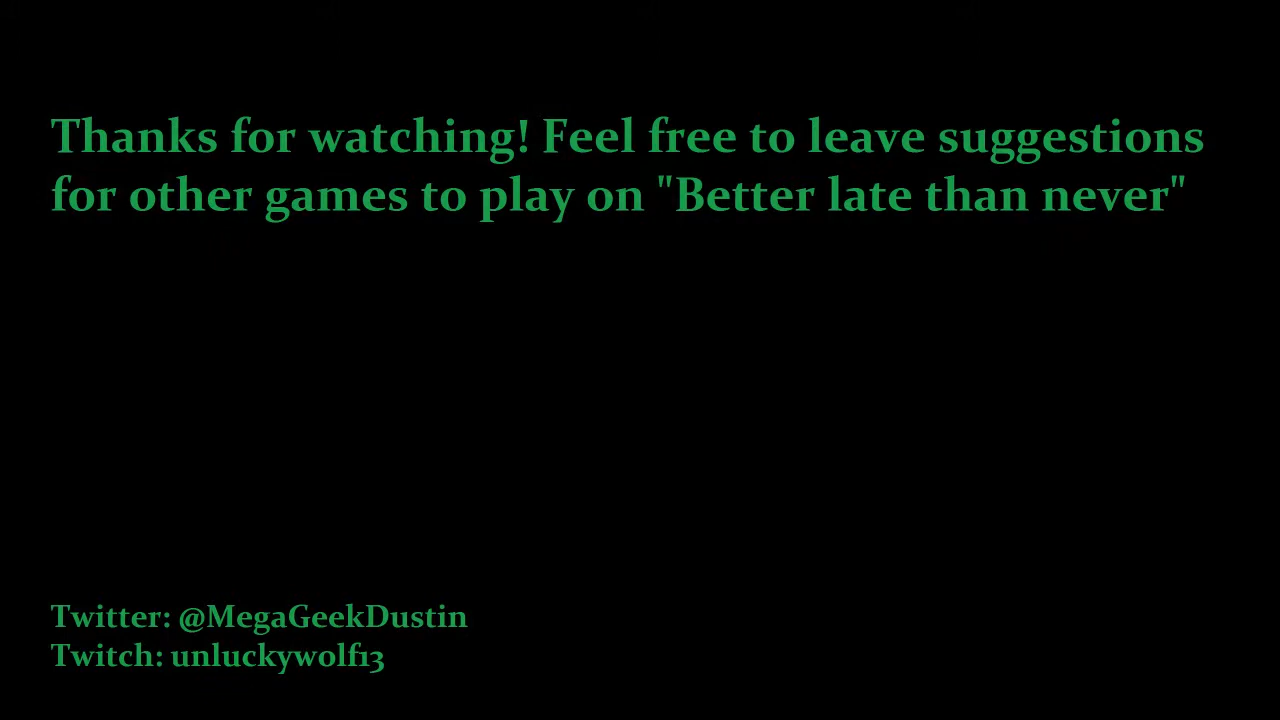 Thanks for watching! Feel free to leave suggestions
for other games to play on "Better late than never"
Twitter: @MegaGeekDustin
Twitch: unluckywolf13